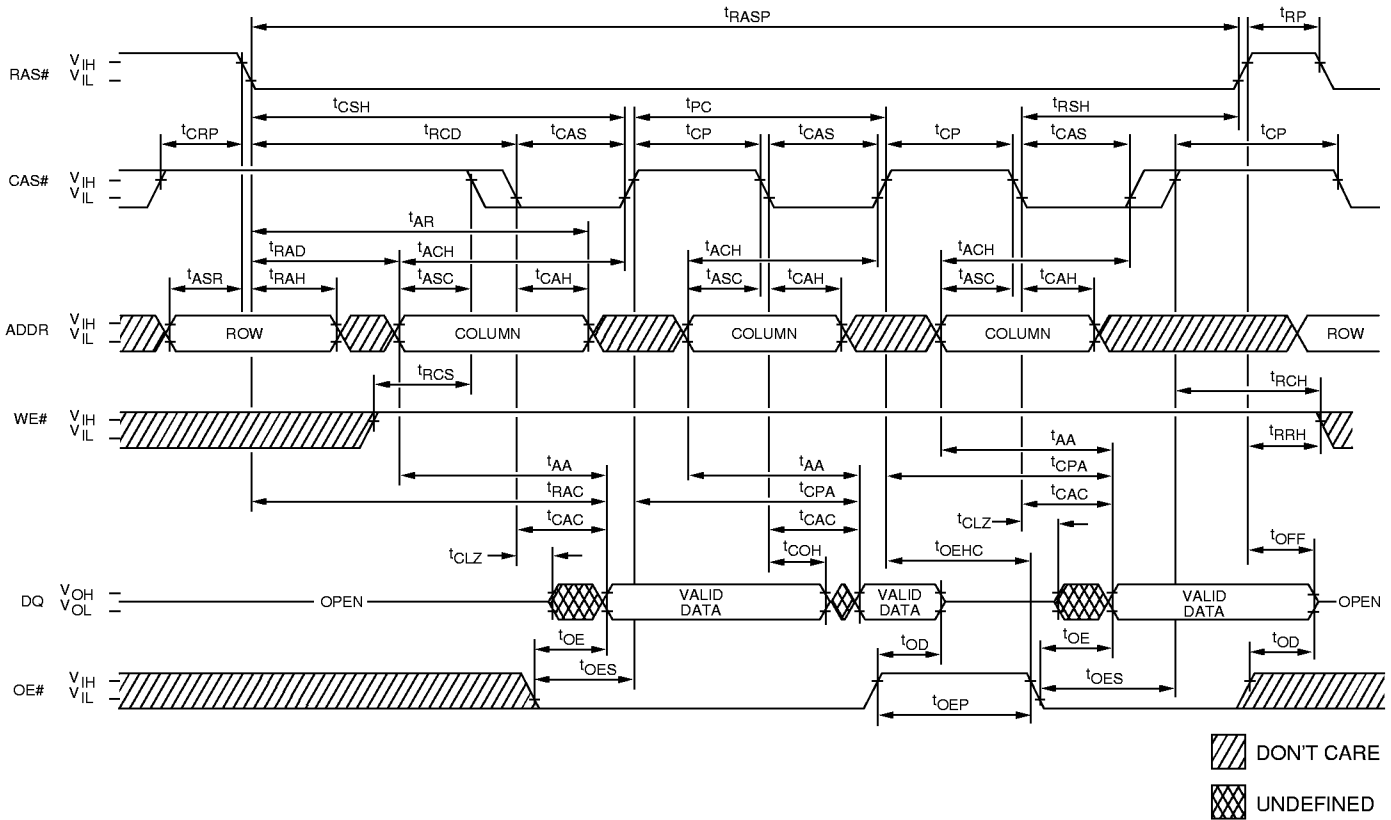 tRASP
tRP
RAS# VIH
VIL
tCSH
tPC
tRSH
tCRP
tRCD
tCAS
tCP
tCAS
tCP
tCAS
tCP
CAS# VIH
VIL
tAR
tRAD
tACH
tACH
tACH
tASR
tRAH
tASC
tCAH
tASC
tCAH
tASC
tCAH
ADDR VIH
VIL
ROW
COLUMN
COLUMN
COLUMN
ROW
tRCS
tRCH
WE# VIH
VIL
tRRH
tAA
tAA
tAA
tRAC
tCPA
tCPA
tCAC
tCAC
tCAC
tCLZ
tCOH
tOEHC
tCLZ
tOFF
DQ VOH
VOL
OPEN
VALID
DATA
VALID
DATA
VALID
DATA
OPEN
tOE
tOD
tOE
tOD
tOES
tOES
OE# VIH
VIL
tOEP
DON'T CARE
UNDEFINED